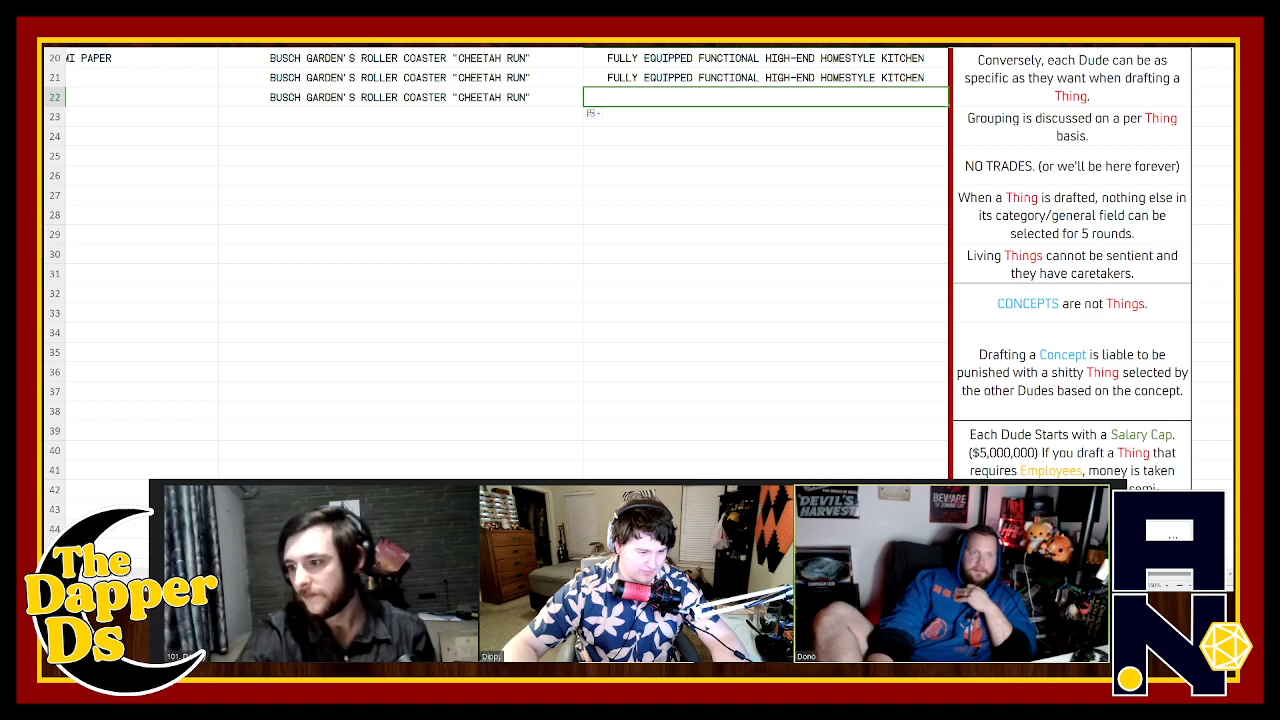 20 MI PAPER BUSCH GARDEN'S ROLLER COASTER "CHEETAH RUN" FULLY EQUIPPED FUNCTIONAL HIGH-END HOMESTYLE KITCHEN
21 BUSCH GARDEN'S ROLLER COASTER "CHEETAH RUN" FULLY EQUIPPED FUNCTIONAL HIGH-END HOMESTYLE KITCHEN
22 BUSCH GARDEN'S ROLLER COASTER "CHEETAH RUN"
23
24
25
26
27
28
29
30
31
32
33
34
35
36
37
38
39
40
41
42
43
44
Conversely, each Dude can be as
specific as they want when drafting a
Thing.
Grouping is discussed on a per Thing
basis.
NO TRADES. (or we'll be here forever)
When a Thing is drafted, nothing else in
its category/general field can be
selected for 5 rounds.
Living Things cannot be sentient and
they have caretakers.
CONCEPTS are not Things.
Drafting a Concept is liable to be
punished with a shitty Thing selected by
the other Dudes based on the concept.
Each Dude Starts with a Salary Cap.
($5,000,000) If you draft a Thing that
requires Employees, money is taken
semi-
The
Dapper
Ds
101, D
Dippy
DEVIL'S
HARVEST
BEWARE
Dono
...
160%
N